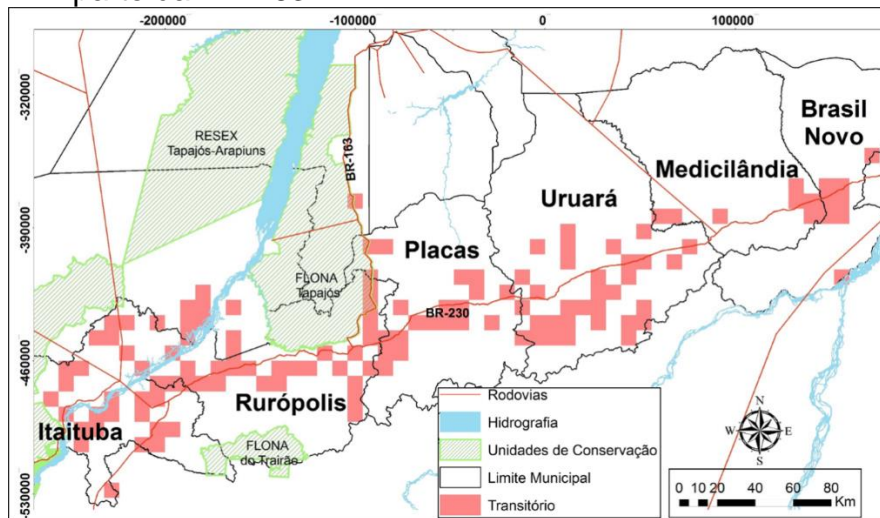 -2000000
-100000
0
100000
-320000
-390000
-4460000
-530000
RESEX
Tapajós-Arapiuns
BR-163
Brasil
Novo
Medicilândia
Uruará
Placas
FLONA
Tapajós
BR-230
Rurópolis
Itaituba
FLONA
do Trairão
Rodovias
Hidrografia
Unidades de Conservação
Limite Municipal
Transitório
N
W E
S
0 10 20 40 60 80
Km